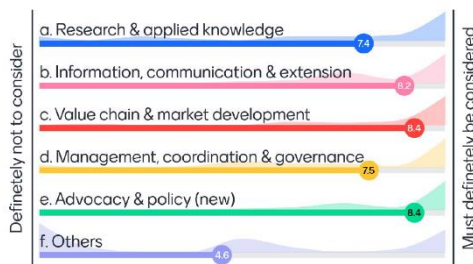 Definetely not to consider
a. Research & applied knowledge
7.4
b. Information, communication & extension
8.2
c. Value chain & market development
8.4
d. Management, coordination & governance
7.5
e. Advocacy & policy (new)
8.4
f. Others
4.6
Must definetely be considered